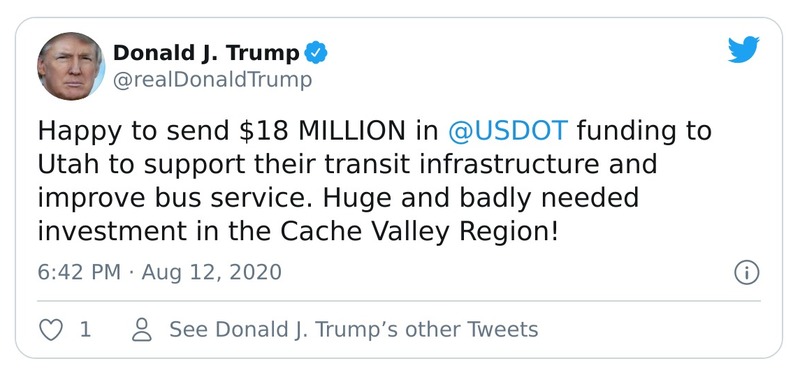 Donald J. Trump
@realDonaldTrump
Happy to send $18 MILLION in @USDOT funding to
Utah to support their transit infrastructure and
improve bus service. Huge and badly needed
investment in the Cache Valley Region!
6:42 PM · Aug 12, 2020
1 See Donald J. Trump’s other Tweets